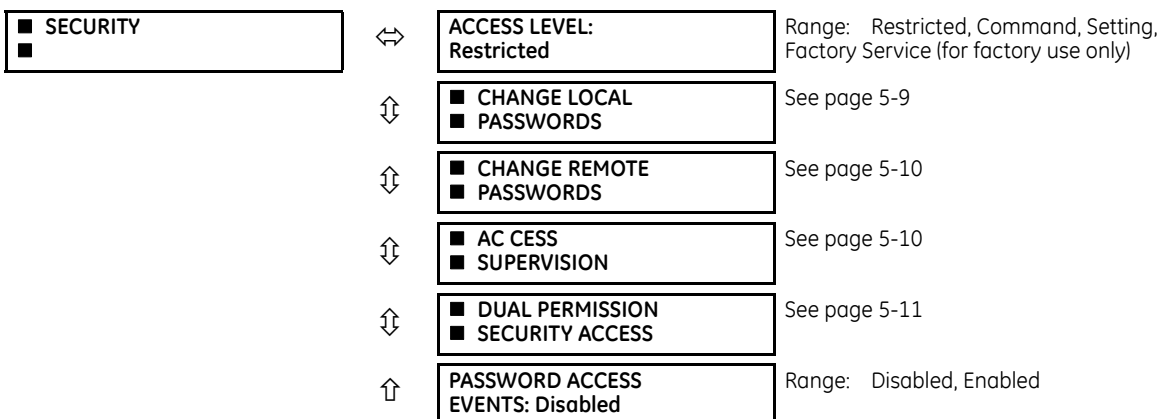 ■ SECURITY
■
ACCESS LEVEL:
Restricted
Range: Restricted, Command, Setting,
Factory Service (for factory use only)
■ CHANGE LOCAL
■ PASSWORDS
See page 5-9
■ CHANGE REMOTE
■ PASSWORDS
See page 5-10
■ AC CESS
■ SUPERVISION
See page 5-10
■ DUAL PERMISSION
■ SECURITY ACCESS
See page 5-11
PASSWORD ACCESS
EVENTS: Disabled
Range: Disabled, Enabled